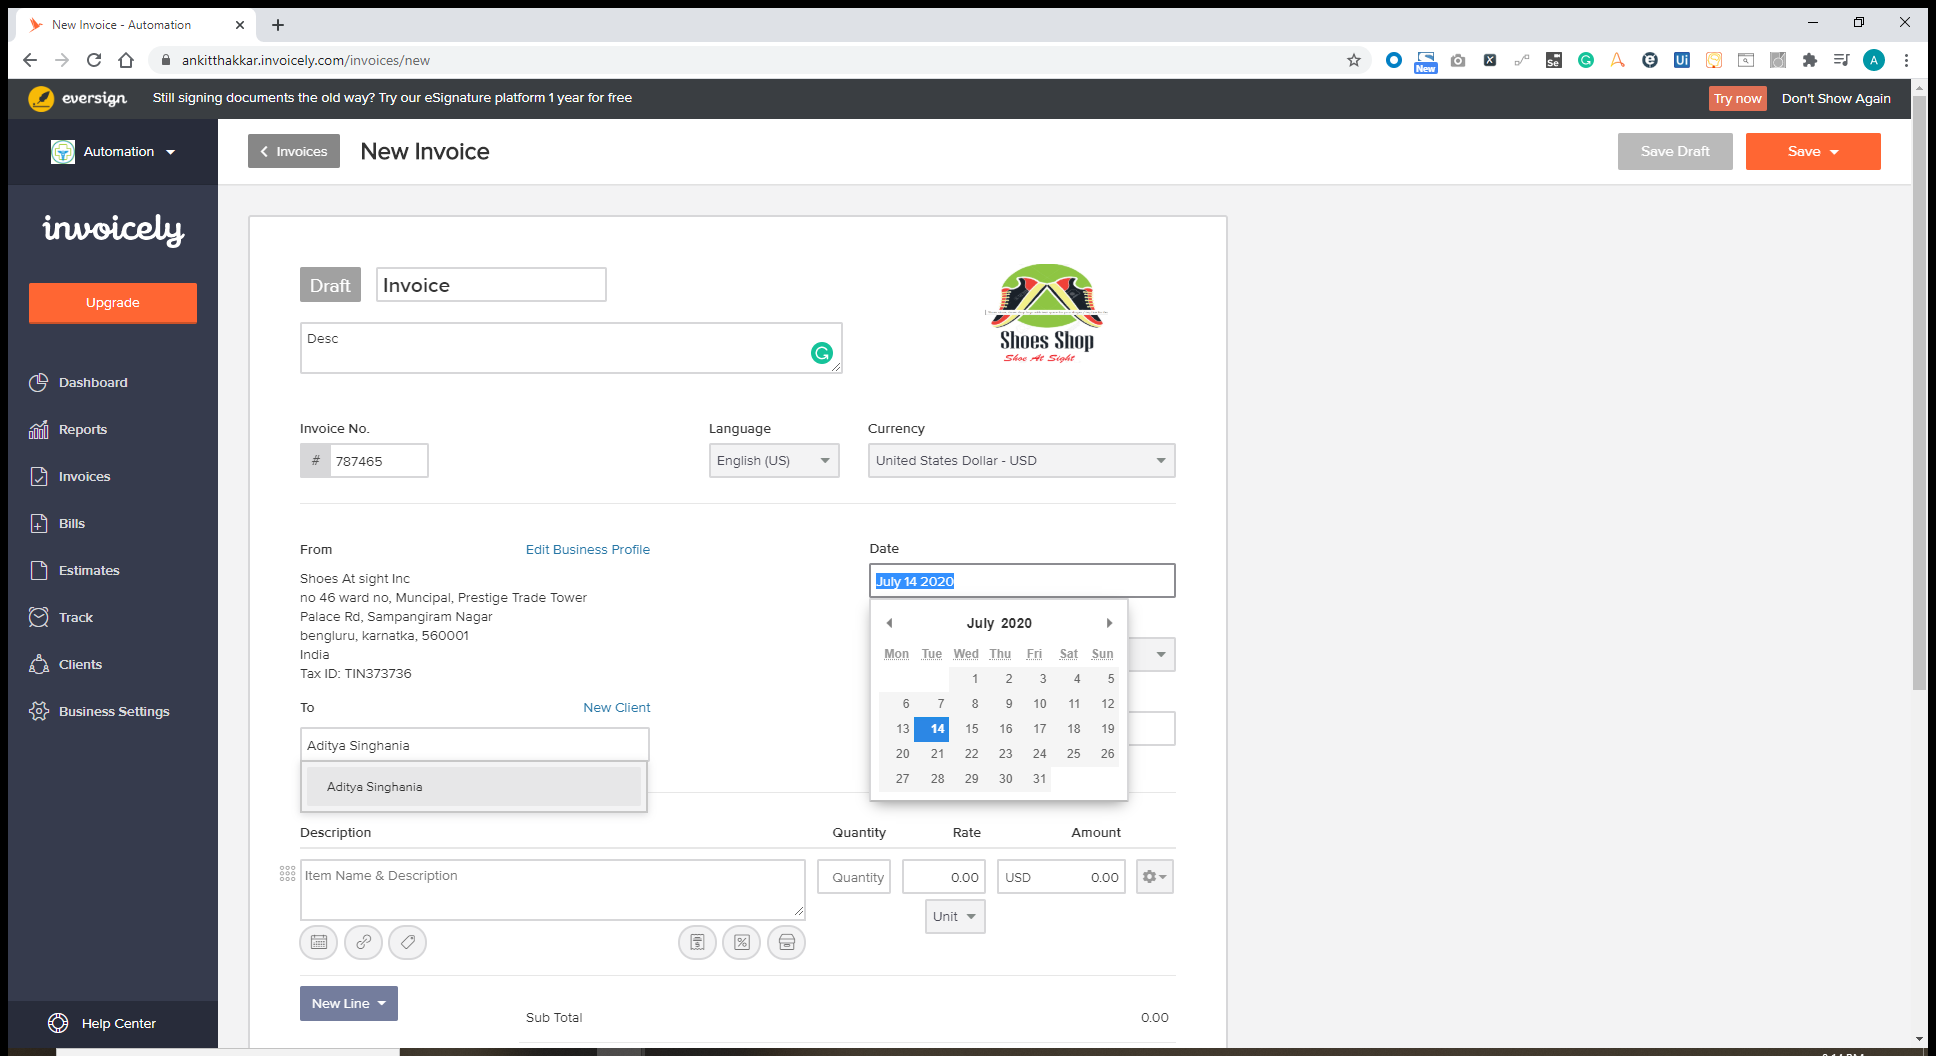 New Invoice - Automation
ankitthakkar.invoicely.com/invoices/new
New
Se
Ui
A
eversign
Still signing documents the old way? Try our eSignature platform 1 year for free
Try now
Don't Show Again
Automation
Invoices
New Invoice
Save Draft
Save
invoicely
Upgrade
Dashboard
Reports
Invoices
Bills
Estimates
Track
Clients
Business Settings
Help Center
Draft
Invoice
Desc
Shoes Shop
Shoe At Sight
Invoice No.
Language
Currency
# 787465
English (US)
United States Dollar - USD
From
Edit Business Profile
Shoes At sight Inc
no 46 ward no, Muncipal, Prestige Trade Tower
Palace Rd, Sampangiram Nagar
bengluru, karnatka, 560001
India
Tax ID: TIN373736
To
New Client
Aditya Singhania
Aditya Singhania
Date
July 14 2020
July 2020
Mon Tue Wed Thu Fri Sat Sun
1 2 3 4 5
6 7 8 9 10 11 12
13 14 15 16 17 18 19
20 21 22 23 24 25 26
27 28 29 30 31
Description Quantity Rate Amount
Item Name & Description
Quantity
0.00
USD 0.00
Unit
New Line
Sub Total
0.00